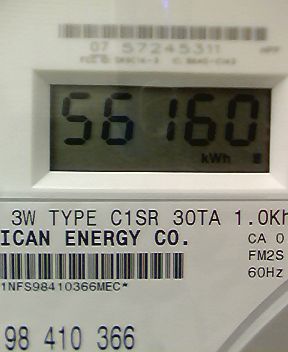 07 57245311
56160
kWh
3W TYPE C1SR 30TA 1.0Kh
ICAN ENERGY CO.
CA 0
FM2S
60Hz
1NFS98410366MEC*
98 410 366